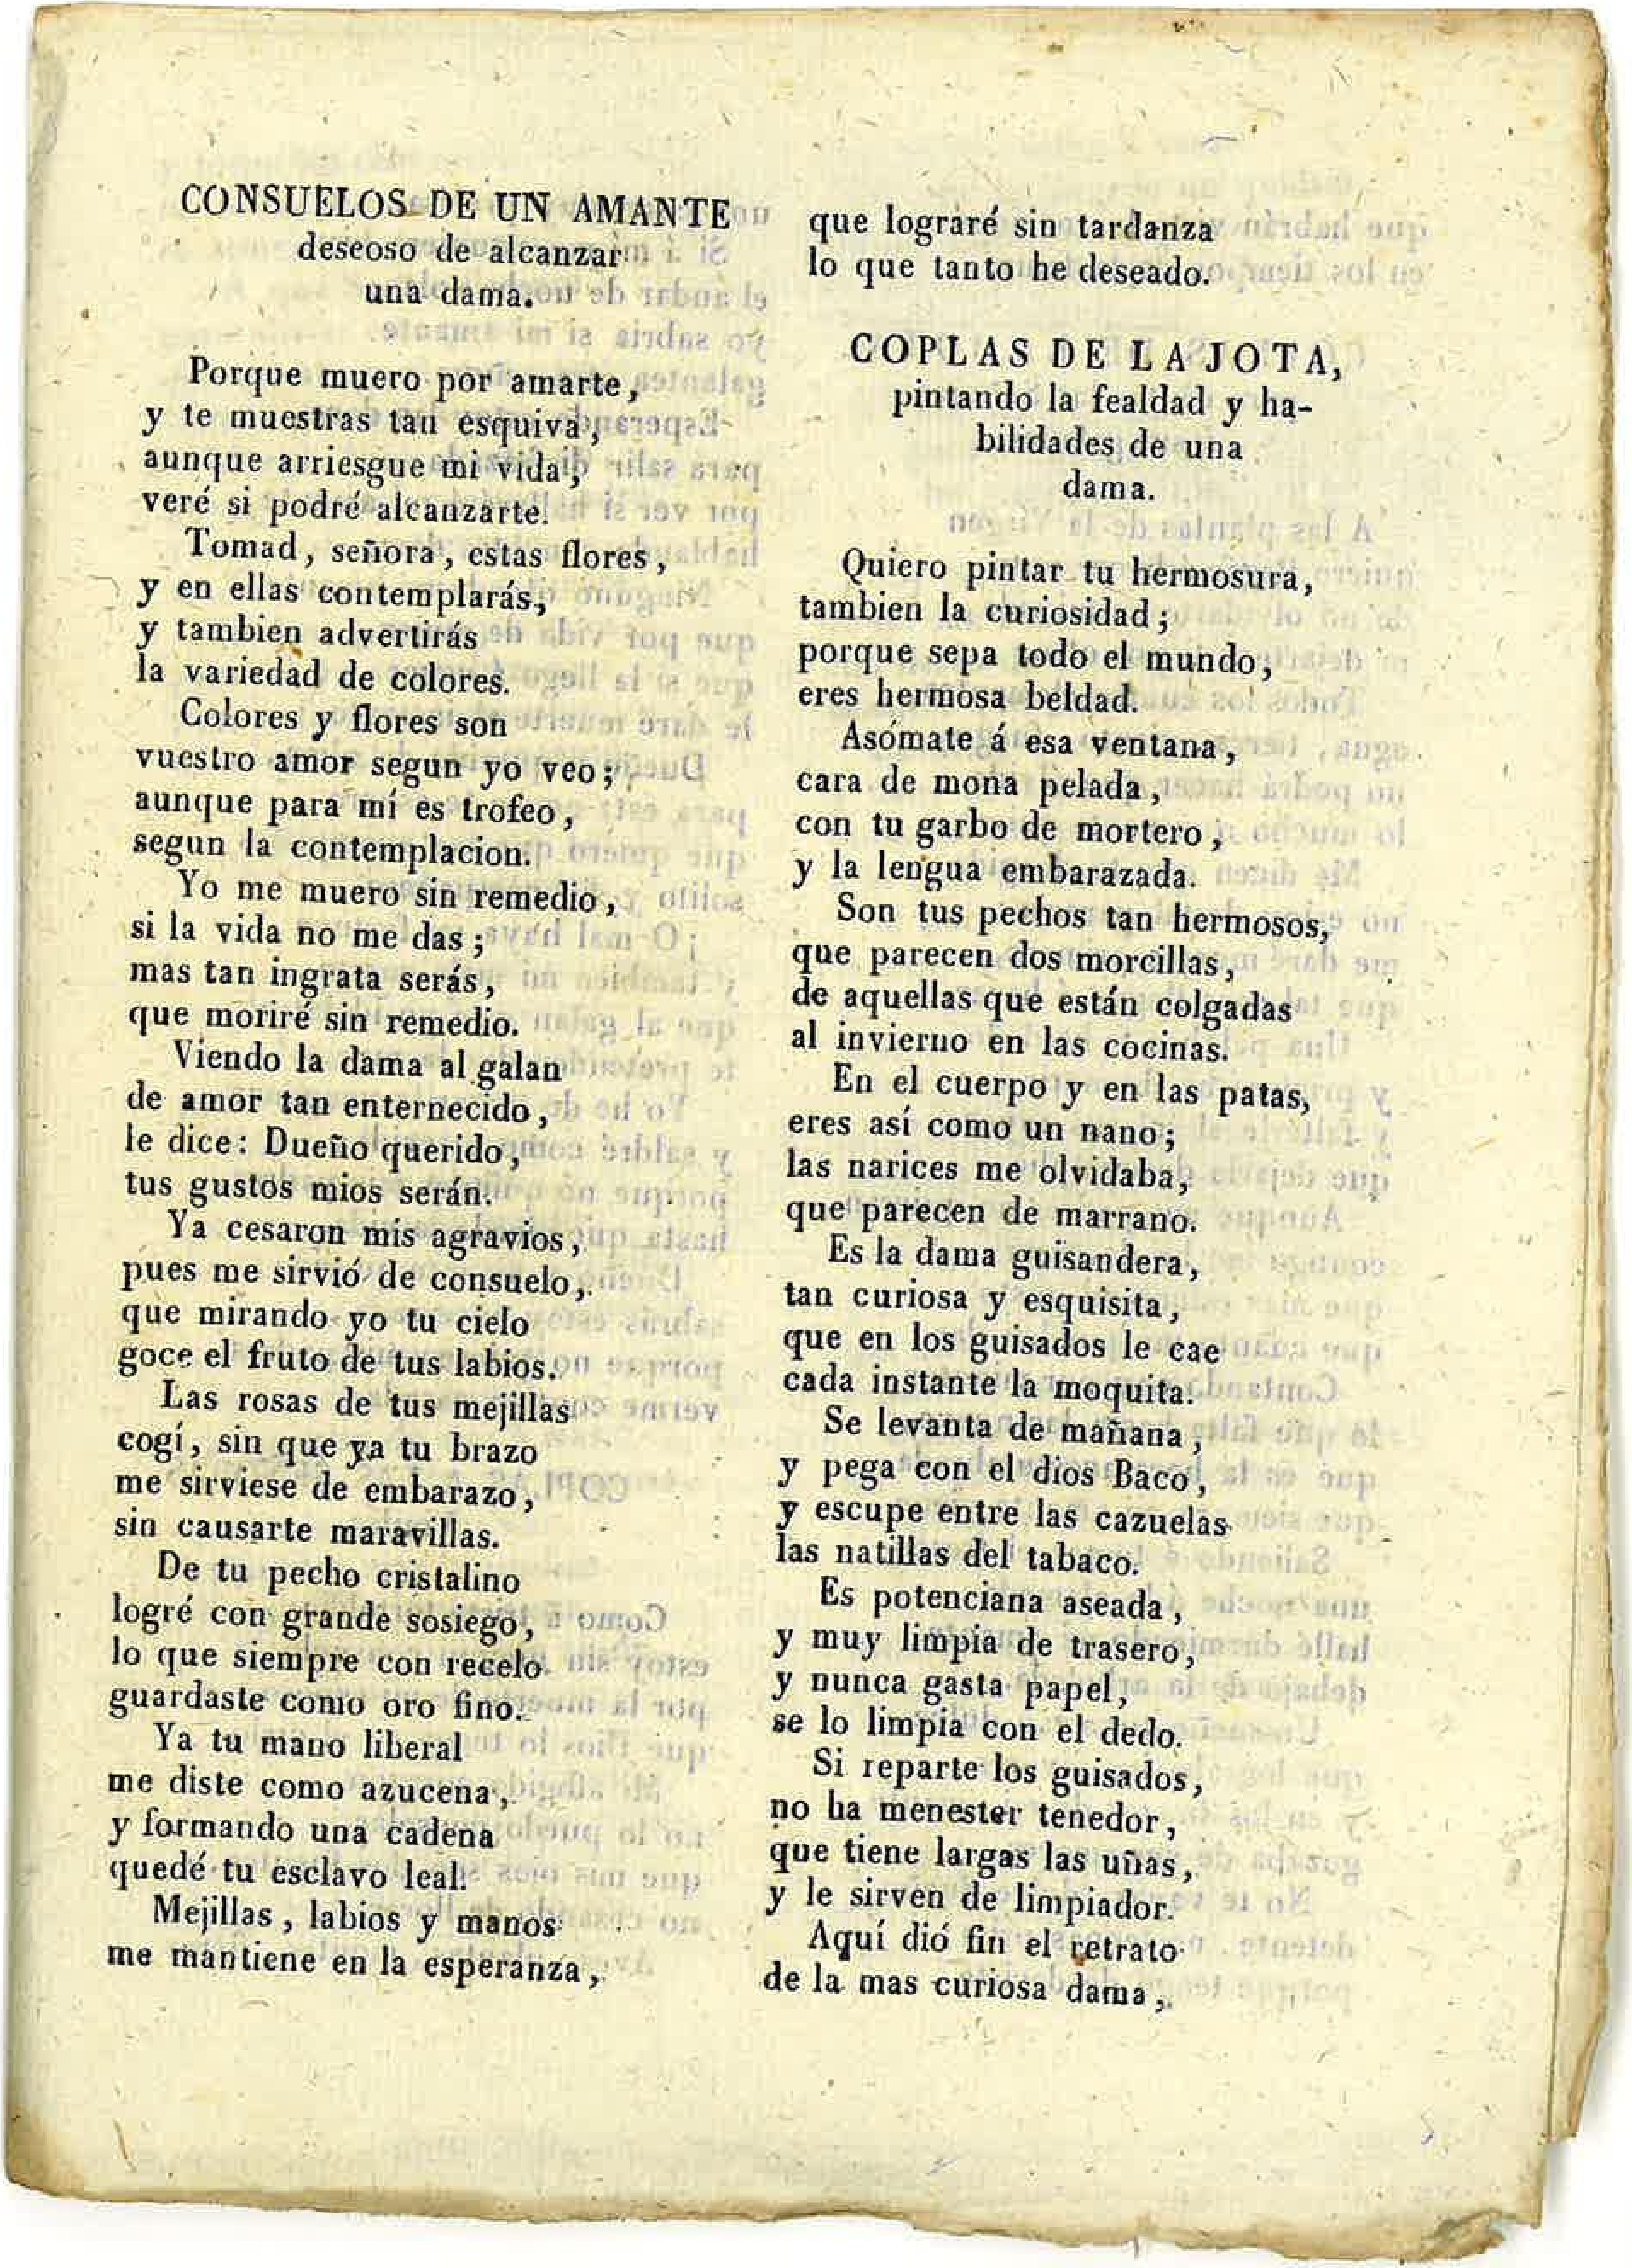 CONSUELOS DE UN AMANTE
deseoso de alcanzar
una dama.
Porque muero por amarte,
y te muestras tan esquiva,
aunque arriesgue mi vida,
veré si podré alcanzarte.
Tomad, señora, estas flores,
y en ellas contemplarás,
y tambien advertirás
la variedad de colores.
Colores y flores son
vuestro amor segun yo veo;
aunque para mí es trofeo,
segun la contemplacion.
Yo me muero sin remedio,
si la vida no me das;
mas tan ingrata serás,
que moriré sin remedio.
Viendo la dama al galan
de amor tan enternecido,
le dice: Dueño querido,
tus gustos mios serán.
Ya cesaron mis agravios,
pues me sirvió de consuelo,
que mirando yo tu cielo
goce el fruto de tus labios.
Las rosas de tus mejillas
cogí, sin que ya tu brazo
me sirviese de embarazo,
sin causarte maravillas.
De tu pecho cristalino
logré con grande sosiego,
lo que siempre con recelo
guardaste como oro fino.
Ya tu mano liberal
me diste como azucena,
y formando una cadena
quedé tu esclavo leal.
Mejillas, labios y manos
me mantiene en la esperanza,
que lograré sin tardanza
lo que tanto he deseado.
COPLAS DE LA JOTA,
pintando la fealdad y ha-
bilidades de una
dama.
Quiero pintar tu hermosura,
tambien la curiosidad;
porque sepa todo el mundo,
eres hermosa beldad.
Asómate á esa ventana,
cara de mona pelada,
con tu garbo de mortero,
y la lengua embarazada.
Son tus pechos tan hermosos,
que parecen dos morcillas,
de aquellas que están colgadas
al invierno en las cocinas.
En el cuerpo y en las patas,
eres así como un nano;
las narices me olvidaba,
que parecen de marrano.
Es la dama guisandera,
tan curiosa y esquisita,
que en los guisados le cae
cada instante la moquita.
Se levanta de mañana,
y pega con el dios Baco,
y escupe entre las cazuelas
las natillas del tabaco.
Es potenciana aseada,
y muy limpia de trasero,
y nunca gasta papel,
se lo limpia con el dedo.
Si reparte los guisados,
no ha menester tenedor,
que tiene largas las uñas,
y le sirven de limpiador.
Aquí dió fin el retrato
de la mas curiosa dama,